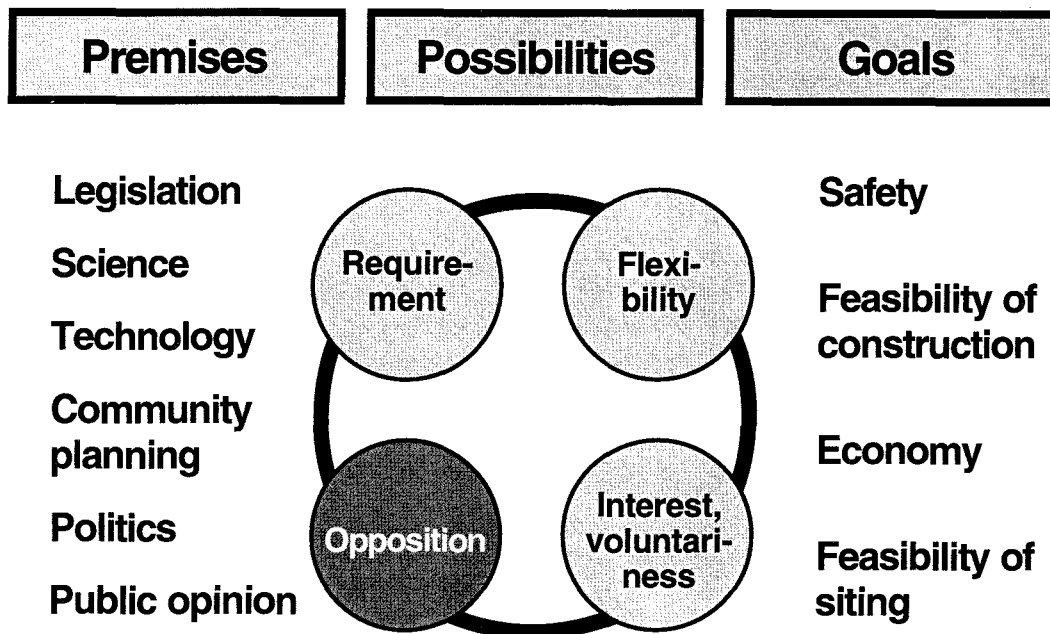 Premises
Possibilities
Goals
Legislation
Science
Technology
Community
planning
Politics
Public opinion
Require-
ment
Flexi-
bility
Opposition
Interest,
voluntari-
ness
Safety
Feasibility of
construction
Economy
Feasibility of
siting